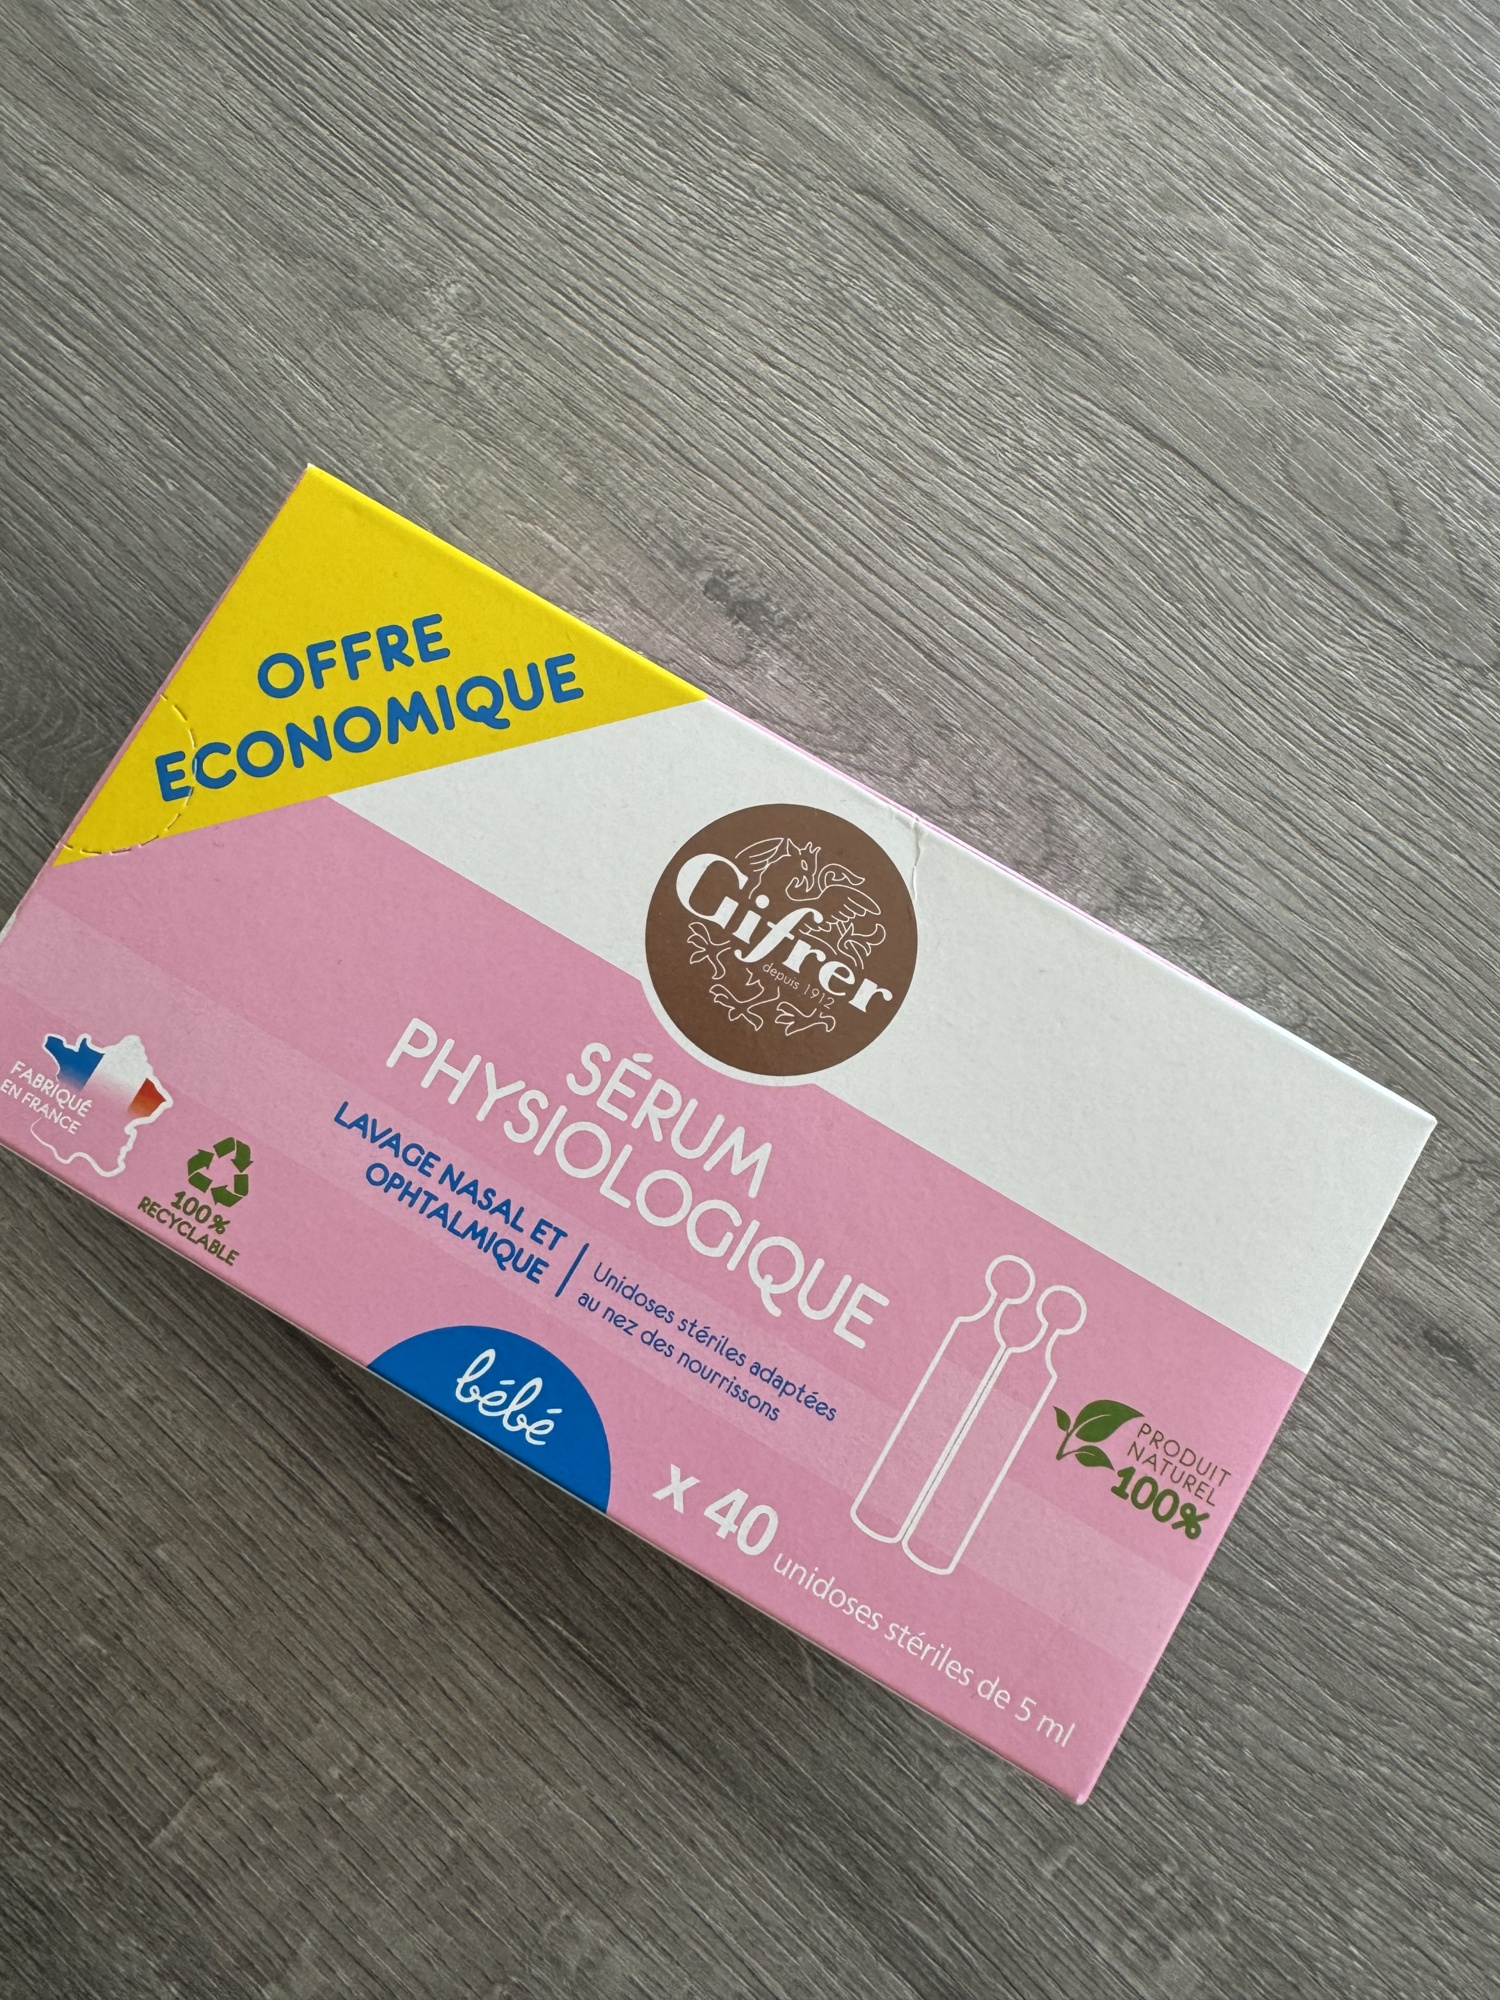 OFFRE
ECONOMIQUE
Gifrer
depuis 1912
SÉRUM
PHYSIOLOGIQUE
LAVAGE NASAL ET
OPHTALMIQUE
Unidoses stériles adaptées
au nez des nourrissons
FABRIQUÉ
EN FRANCE
100%
RECYCLABLE
bébé
x 40 unidoses stériles de 5 ml
PRODUIT
NATUREL
100%